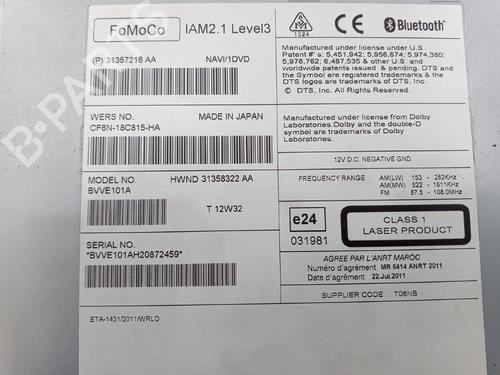 FoMoCo IAM2.1 Level3
(P) 31357216 AA NAVI/1DVD
WERS NO. MADE IN JAPAN
CF6N-18C815-HA
MODEL NO. HWND 31358322 AA
BVVE101A
T 12W32
SERIAL NO.
*BVVE101AH20872459*
ETA-1431/2011/WRLD
1024 Bluetooth
Manufactured under license under U.S.
Patent #'s : 5,451,942; 5,956,674; 5,974,380;
5,978,762; 6,487,535 & other U.S. and
worldwide patents issued & pending. DTS and
the Symbol are registered trademarks & the
DTS logos are trademarks of DTS, Inc.
© DTS, Inc. All Rights Reserved.
Manufactured under license from Dolby
Laboratories. Dolby and the double-D
symbol are trademarks of Dolby
Laboratories.
12V D.C. NEGATIVE GND.
FREQUENCY RANGE AM(LW) 153 - 282KHz
AM(MW) 522 - 1611KHz
FM 87.5 - 108.0MHz
e24
031981
CLASS 1
LASER PRODUCT
AGREE PAR L'ANRT MAROC
Numéro d'agrément MR 6414 ANRT 2011
Date d'agrément 22.Jul.2011
SUPPLIER CODE : T06NB
B-PARTS